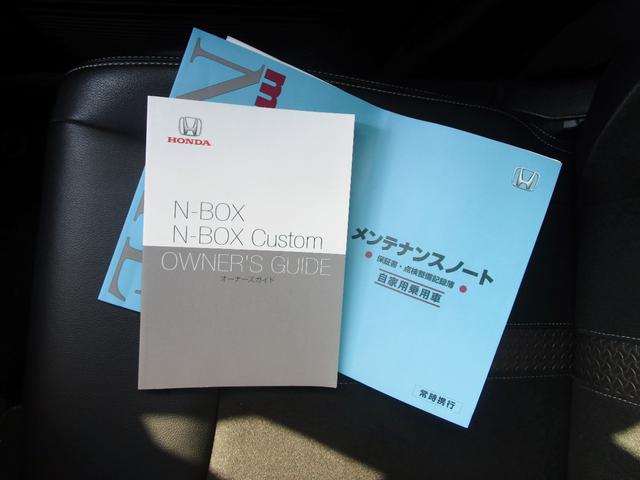 HONDA
N-BOX
N-BOX Custom
OWNER'S GUIDE
オーナーズガイド
メンテナンスノート
保証書・点検整備記録簿
自家用乗用車
常時携行